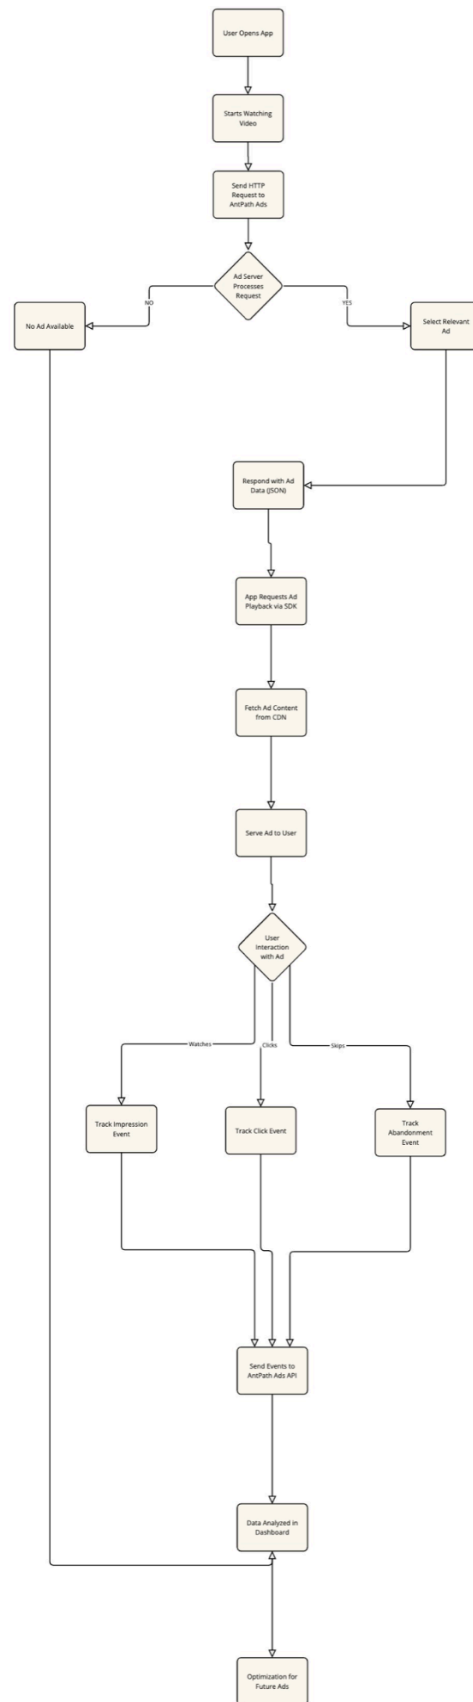 User Opens App
Starts Watching
Video
Send HTTP
Request to
AntPath Ads
Ad Server
Processes
Request
NO
YES
No Ad Available
Select Relevant
Ad
Respond with Ad
Data (JSON)
App Requests Ad
Playback via SDK
Fetch Ad Content
from CDN
Serve Ad to User
User
Interaction
with Ad
Watches
Clicks
Skips
Track Impression
Event
Track Click Event
Track
Abandonment
Event
Send Events to
AntPath Ads API
Data Analyzed in
Dashboard
Optimization for
Future Ads